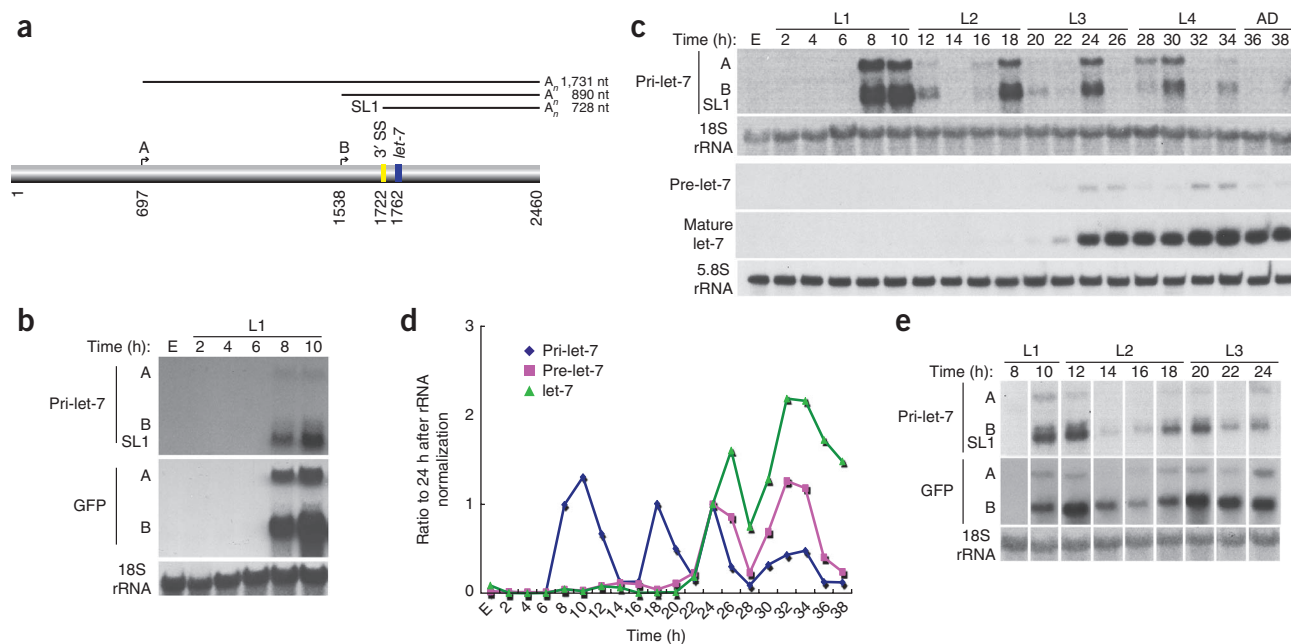 a
A
n
1,731 nt
A
n
890 nt
SL1
A
n
728 nt
A
B
3′ SS
let-7
1
697
1538
1722
1762
2460
b
L1
Time (h): E 2 4 6 8 10
Pri-let-7
A
B
SL1
GFP
A
B
18S
rRNA
c
L1 L2 L3 L4 AD
Time (h): E 2 4 6 8 10 12 14 16 18 20 22 24 26 28 30 32 34 36 38
Pri-let-7
A
B
SL1
18S
rRNA
Pre-let-7
Mature
let-7
5.8S
rRNA
d
Ratio to 24 h after rRNA
normalization
3
2
1
0
Pri-let-7
Pre-let-7
let-7
E 2 4 6 8 10 12 14 16 18 20 22 24 26 28 30 32 34 36 38
Time (h)
e
L1 L2 L3
Time (h): 8 10 12 14 16 18 20 22 24
Pri-let-7
A
B
SL1
GFP
A
B
18S
rRNA